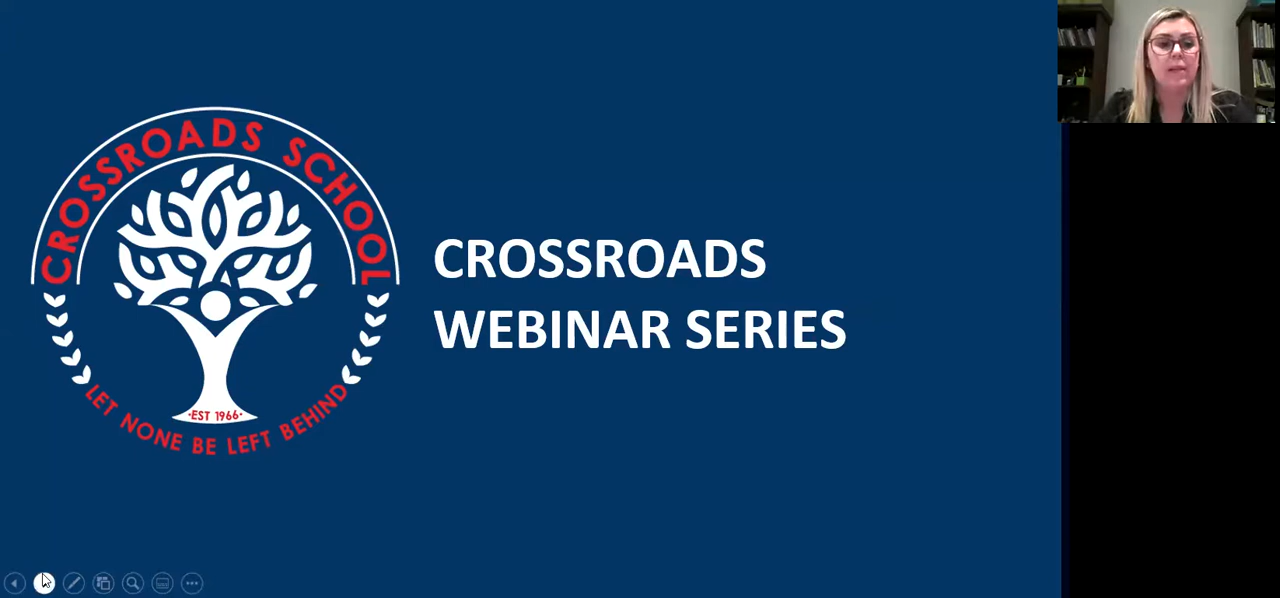 CROSSROADS SCHOOL
CROSSROADS
WEBINAR SERIES
·EST 1966·
LET NONE BE LEFT BEHIND